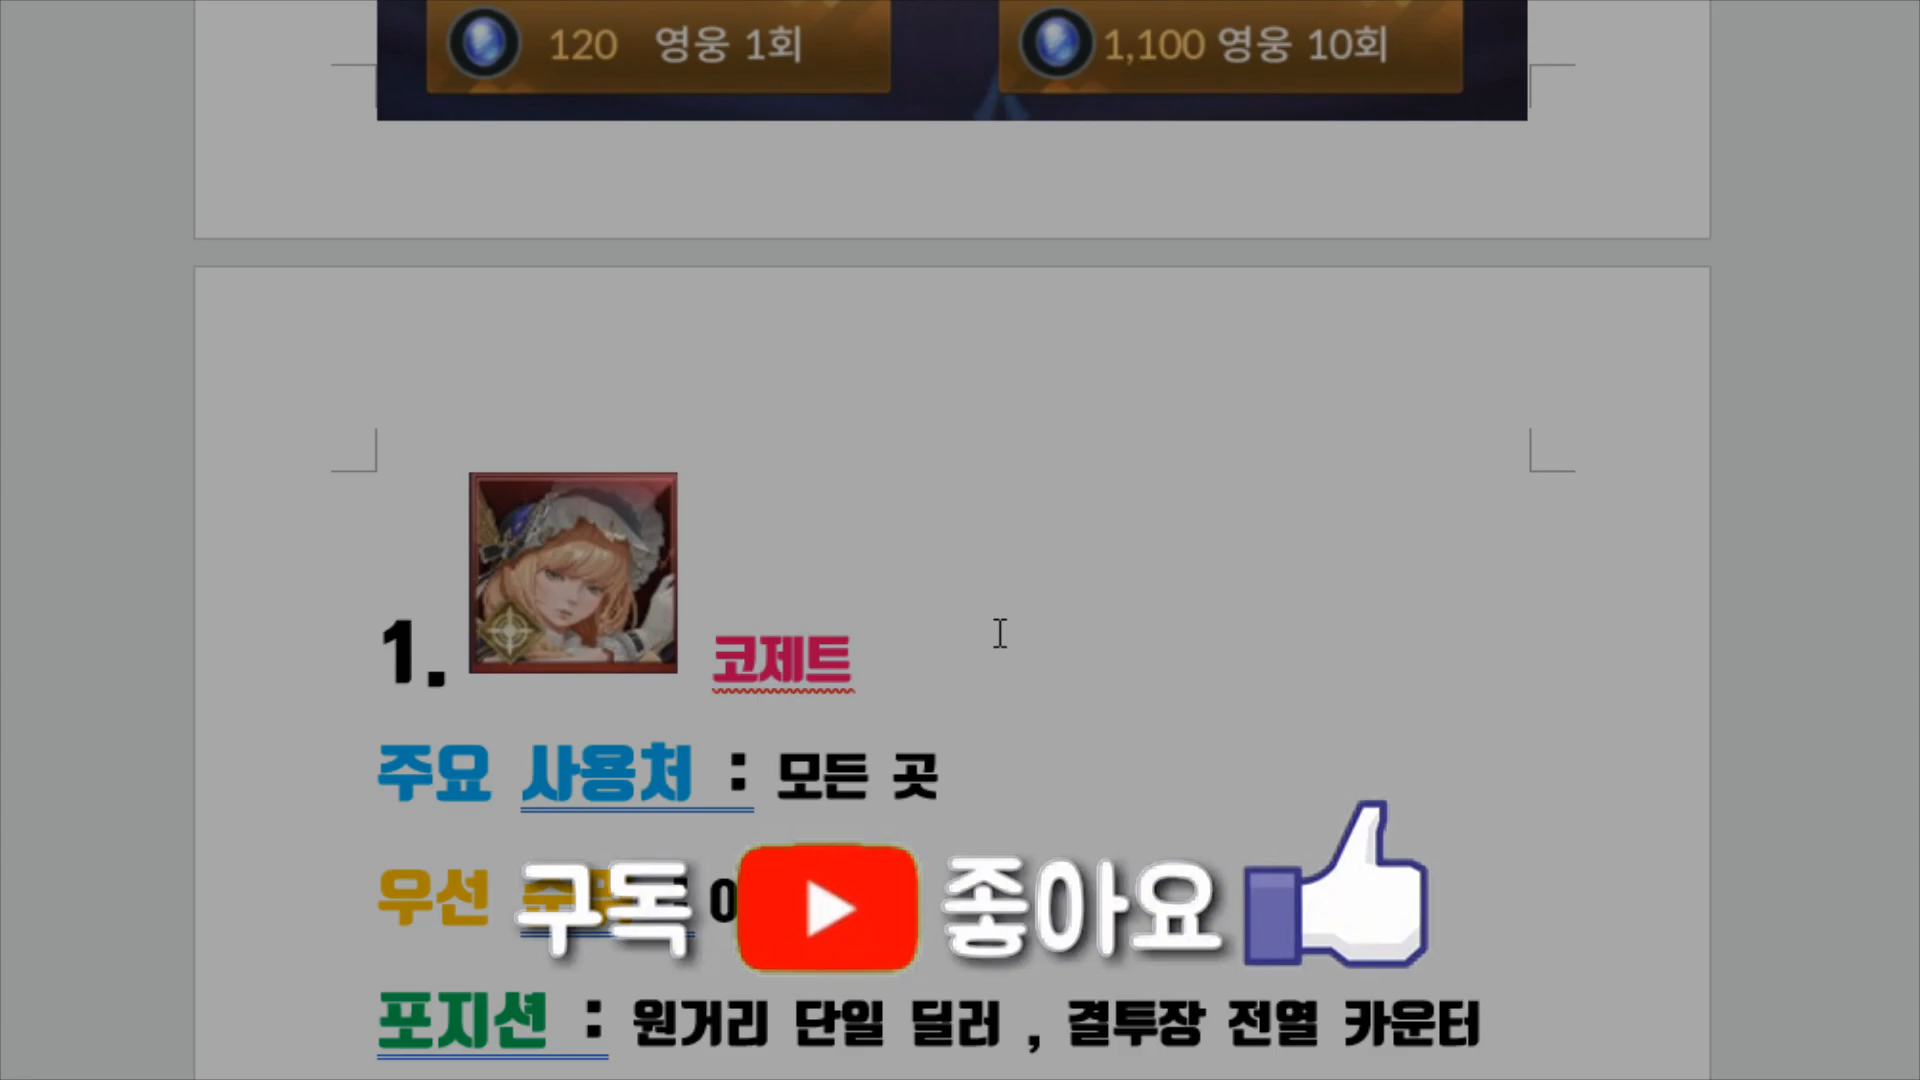 120 영웅 1회
1,100 영웅 10회
1. 코제트
주요 사용처 : 모든 곳
우선
구독 좋아요
포지션 : 원거리 단일 딜러 , 결투장 전열 카운터